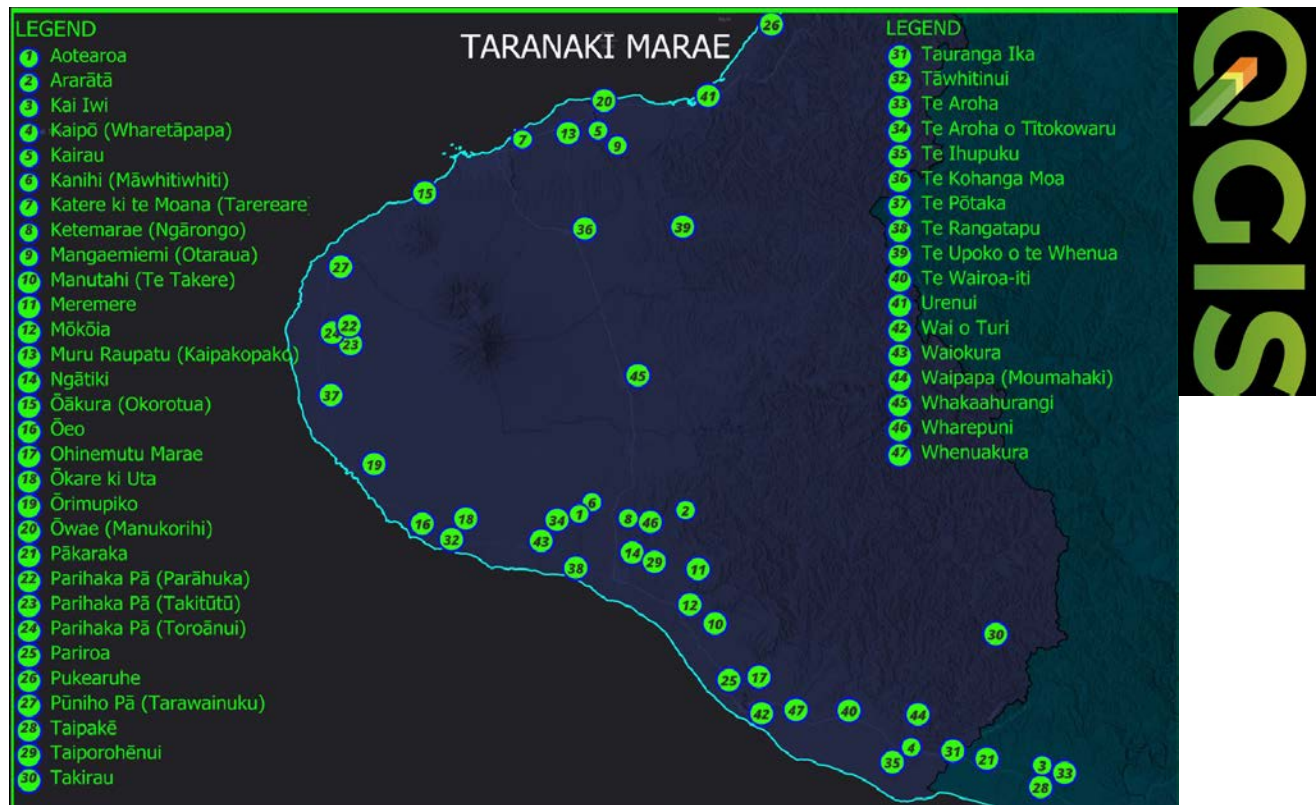 LEGEND
1 Aotearoa
2 Ararātā
3 Kai Iwi
4 Kaipō (Wharetāpapa)
5 Kairau
6 Kanihi (Māwhitiwhiti)
7 Katere ki te Moana (Tarereare
8 Ketemarae (Ngārongo)
9 Mangaemiemi (Otaraua)
10 Manutahi (Te Takere)
11 Meremere
12 Mōkōia
13 Muru Raupatu (Kaipakopako)
14 Ngātiki
15 Ōākura (Okorotua)
16 Ōeo
17 Ohinemutu Marae
18 Ōkare ki Uta
19 Ōrimupiko
20 Ōwae (Manukorihi)
21 Pākaraka
22 Parihaka Pā (Parāhuka)
23 Parihaka Pā (Takitūtū)
24 Parihaka Pā (Toroānui)
25 Pariroa
26 Pukearuhe
27 Pūniho Pā (Tarawainuku)
28 Taipakē
29 Taiporohēnui
30 Takirau
TARANAKI MARAE
26
20
41
7
13
5
9
15
36
39
27
24
22
23
45
37
19
16
18
32
34
1
6
43
8
46
2
14
29
38
11
12
10
30
25
17
42
47
40
44
35
4
31
21
3
33
28
LEGEND
31 Tauranga Ika
32 Tāwhitinui
33 Te Aroha
34 Te Aroha o Tītokowaru
35 Te Ihupuku
36 Te Kohanga Moa
37 Te Pōtaka
38 Te Rangatapu
39 Te Upoko o te Whenua
40 Te Wairoa-iti
41 Urenui
42 Wai o Turi
43 Waiokura
44 Waipapa (Moumahaki)
45 Whakaahurangi
46 Wharepuni
47 Whenuakura
QGIS